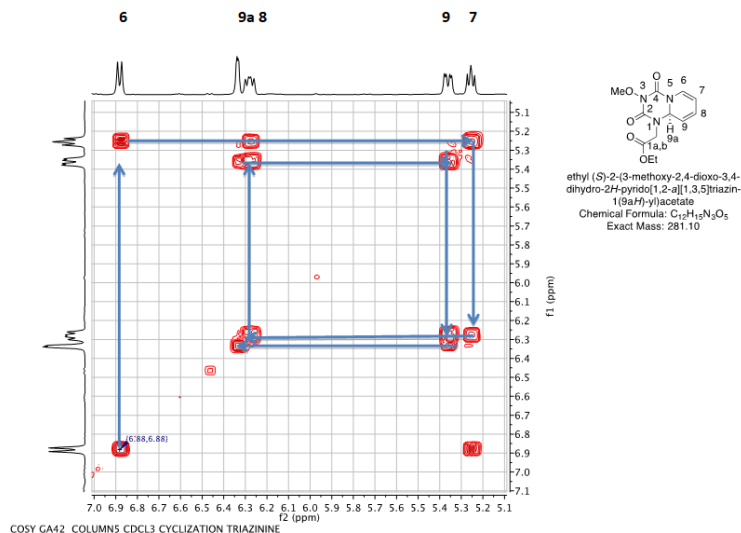 6 9a 8 9 7
5.1
5.2
5.3
5.4
5.5
5.6
5.7
5.8
5.9
6.0
6.1
6.2
6.3
6.4
6.5
6.6
6.7
6.8
6.9
7.0
7.1
f1 (ppm)
(6.88,6.88)
7.0 6.9 6.8 6.7 6.6 6.5 6.4 6.3 6.2 6.1 6.0 5.9 5.8 5.7 5.6 5.5 5.4 5.3 5.2 5.1
f2 (ppm)
COSY GA42 COLUMN5 CDCL3 CYCLIZATION TRIAZININE
O
3 5 6
MeO N 4 N 7
2 8
O N 9
1 H
9a
O 1a,b
OEt
ethyl (S)-2-(3-methoxy-2,4-dioxo-3,4-
dihydro-2H-pyrido[1,2-a][1,3,5]triazin-
1(9aH)-yl)acetate
Chemical Formula: C₁₂H₁₅N₃O₅
Exact Mass: 281.10